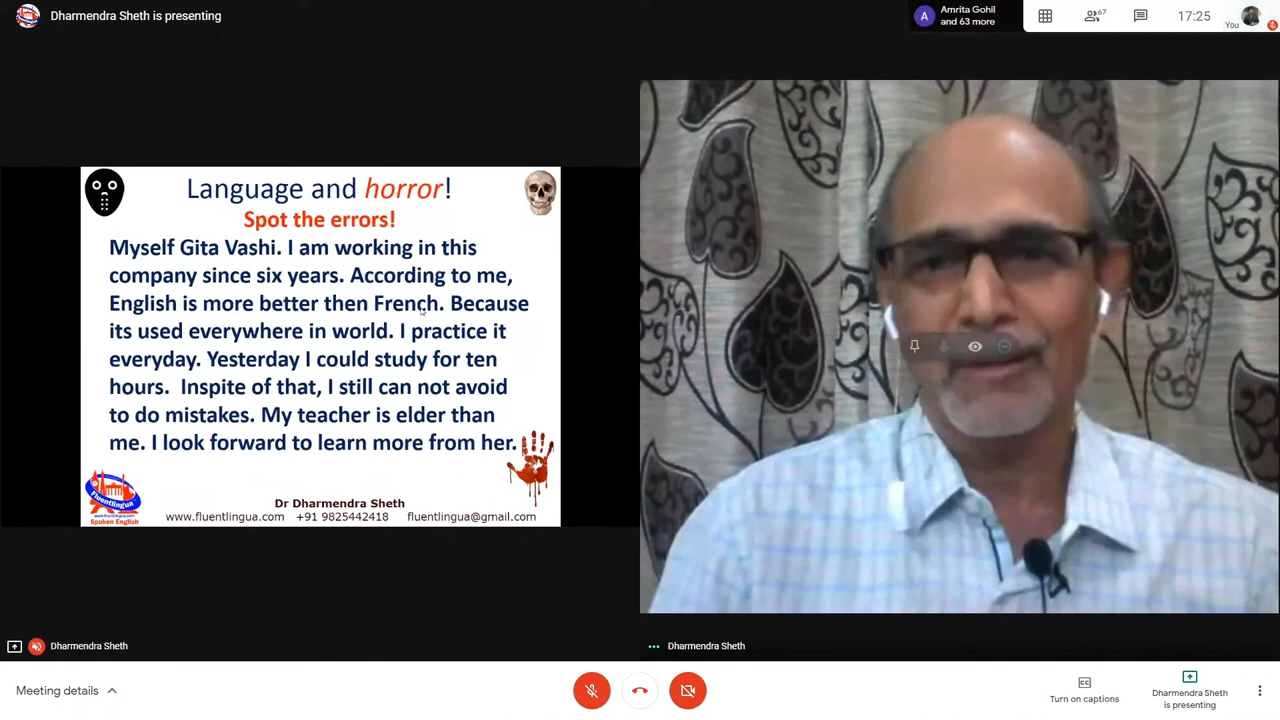 Dharmendra Sheth is presenting
Amrita Gohil
and 63 more
67
17:25
You
Language and horror!
Spot the errors!
Myself Gita Vashi. I am working in this
company since six years. According to me,
English is more better then French. Because
its used everywhere in world. I practice it
everyday. Yesterday I could study for ten
hours.  Inspite of that, I still can not avoid
to do mistakes. My teacher is elder than
me. I look forward to learn more from her.
Fluentlingua
www.fluentlingua.com
Spoken English
Dr Dharmendra Sheth
www.fluentlingua.com +91 9825442418 fluentlingua@gmail.com
Dharmendra Sheth
Dharmendra Sheth
Meeting details
Turn on captions
Dharmendra Sheth
is presenting